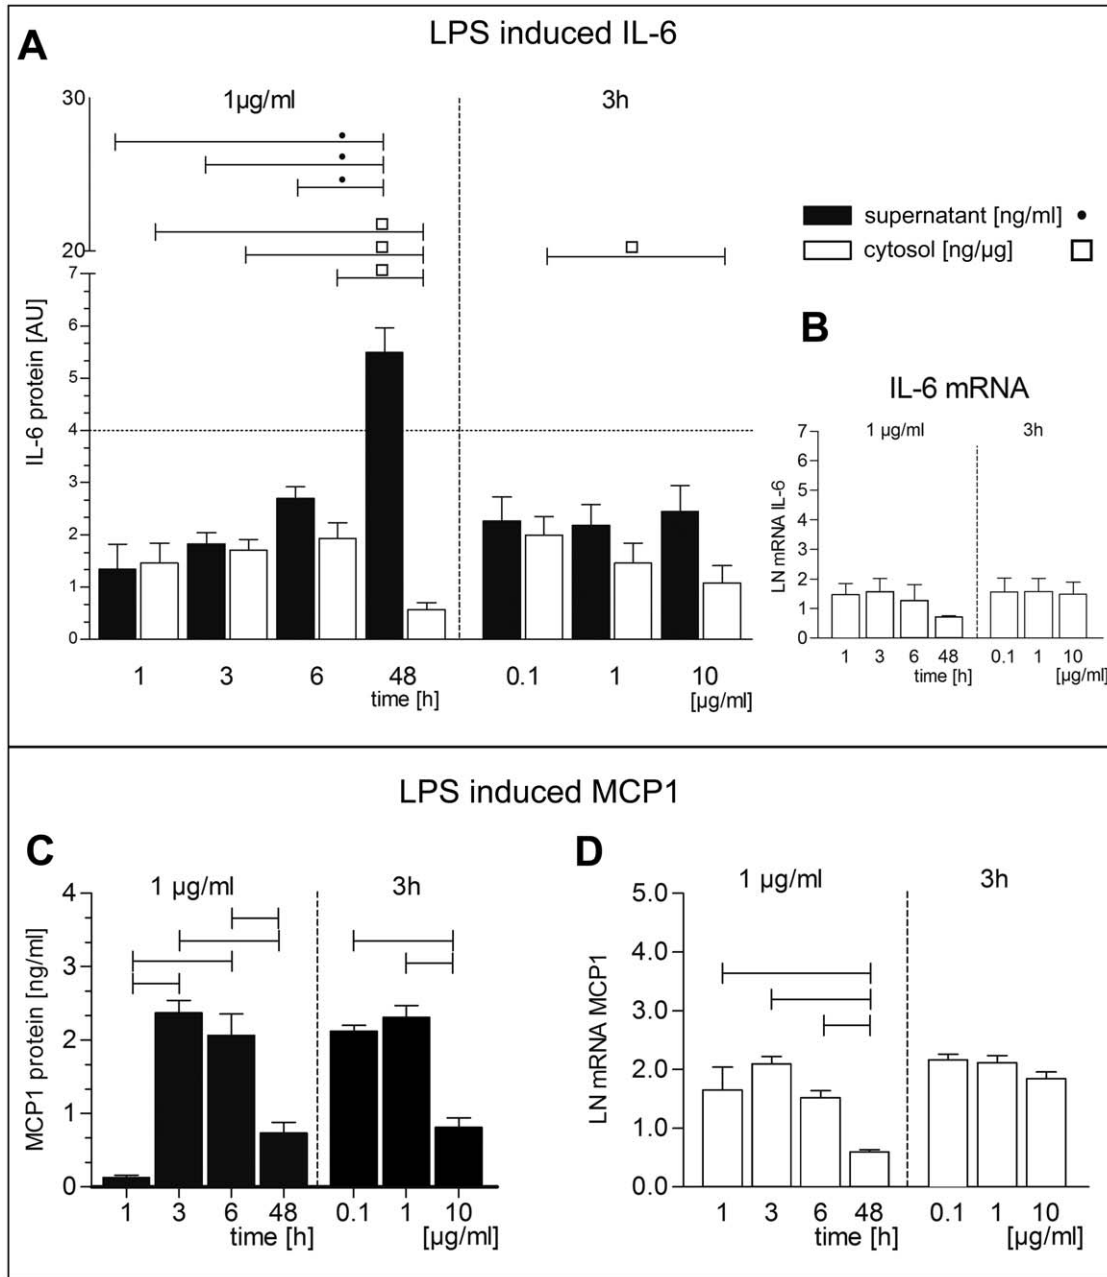 LPS induced IL-6
A
1µg/ml 3h
30
20
7
6
5
4
3
2
1
0
IL-6 protein [AU]
1 3 6 48 0.1 1 10
time [h] [µg/ml]
supernatant [ng/ml]
cytosol [ng/µg]
B
IL-6 mRNA
1 µg/ml 3h
7
6
5
4
3
2
1
0
LN mRNA IL-6
1 3 6 48 0.1 1 10
time [h] [µg/ml]
LPS induced MCP1
C
1 µg/ml 3h
4
3
2
1
0
MCP1 protein [ng/ml]
1 3 6 48 0.1 1 10
time [h] [µg/ml]
D
1 µg/ml 3h
5.0
4.0
3.0
2.0
1.0
0.0
LN mRNA MCP1
1 3 6 48 0.1 1 10
time [h] [µg/ml]